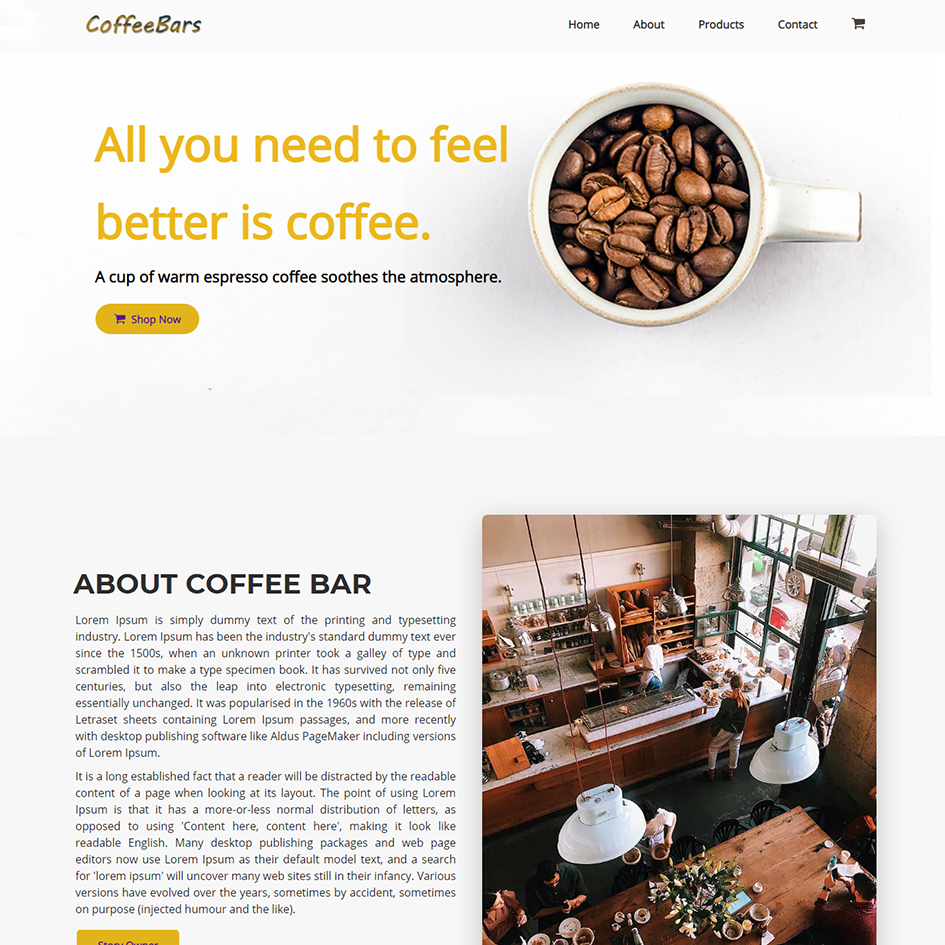 CoffeeBars
Home About Products Contact
All you need to feel
better is coffee.
A cup of warm espresso coffee soothes the atmosphere.
Shop Now
ABOUT COFFEE BAR
Lorem Ipsum is simply dummy text of the printing and typesetting
industry. Lorem Ipsum has been the industry's standard dummy text ever
since the 1500s, when an unknown printer took a galley of type and
scrambled it to make a type specimen book. It has survived not only five
centuries, but also the leap into electronic typesetting, remaining
essentially unchanged. It was popularised in the 1960s with the release of
Letraset sheets containing Lorem Ipsum passages, and more recently
with desktop publishing software like Aldus PageMaker including versions
of Lorem Ipsum.
It is a long established fact that a reader will be distracted by the readable
content of a page when looking at its layout. The point of using Lorem
Ipsum is that it has a more-or-less normal distribution of letters, as
opposed to using 'Content here, content here', making it look like
readable English. Many desktop publishing packages and web page
editors now use Lorem Ipsum as their default model text, and a search
for 'lorem ipsum' will uncover many web sites still in their infancy. Various
versions have evolved over the years, sometimes by accident, sometimes
on purpose (injected humour and the like).
Story Owner